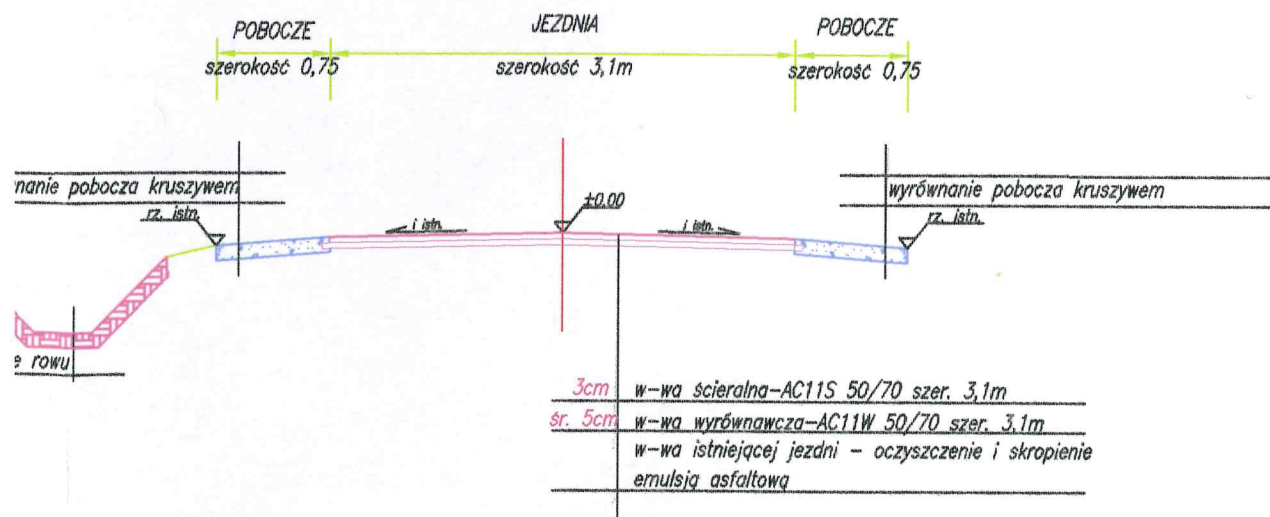 POBOCZE JEZDNIA POBOCZE
szerokość 0,75 szerokość 3,1m szerokość 0,75
nanie pobocza kruszywem wyrównanie pobocza kruszywem
rz. istn. i istn. ±0.00 i istn. rz. istn.
e rowu
3cm w-wa ścieralna-AC11S 50/70 szer. 3,1m
śr. 5cm w-wa wyrównawcza-AC11W 50/70 szer. 3.1m
w-wa istniejącej jezdni - oczyszczenie i skropienie
emulsją asfaltową